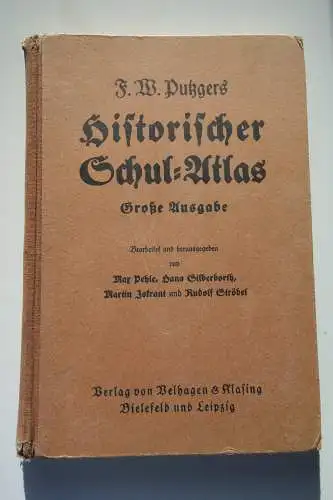 F. W. Putzgers
Historischer
Schul-Atlas
Große Ausgabe
Bearbeitet und herausgegeben
von
Max Pehle, Hans Silberborth,
Martin Iskraut und Rudolf Ströbel
Verlag von Velhagen & Klasing
Bielefeld und Leipzig